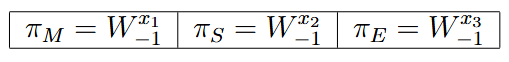 π_M = W_{-1}^{x_1} | π_S = W_{-1}^{x_2} | π_E = W_{-1}^{x_3}